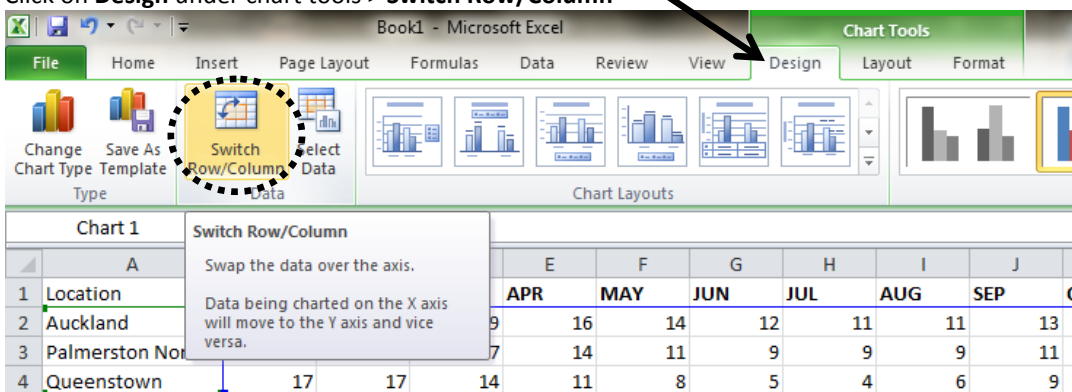 Click on Design under chart tools > Switch Row/Column
Book1 - Microsoft Excel
Chart Tools
File Home Insert Page Layout Formulas Data Review View Design Layout Format
Change Chart Type
Save As Template
Switch Row/Column
Select Data
Type
Data
Chart Layouts
Chart 1
Switch Row/Column
Swap the data over the axis.
Data being charted on the X axis
will move to the Y axis and vice
versa.
A E F G H I J
1 Location APR MAY JUN JUL AUG SEP
2 Auckland 9 16 14 12 11 11 13
3 Palmerston Nor 7 14 11 9 9 9 11
4 Queenstown 17 17 14 11 8 5 4 6 9